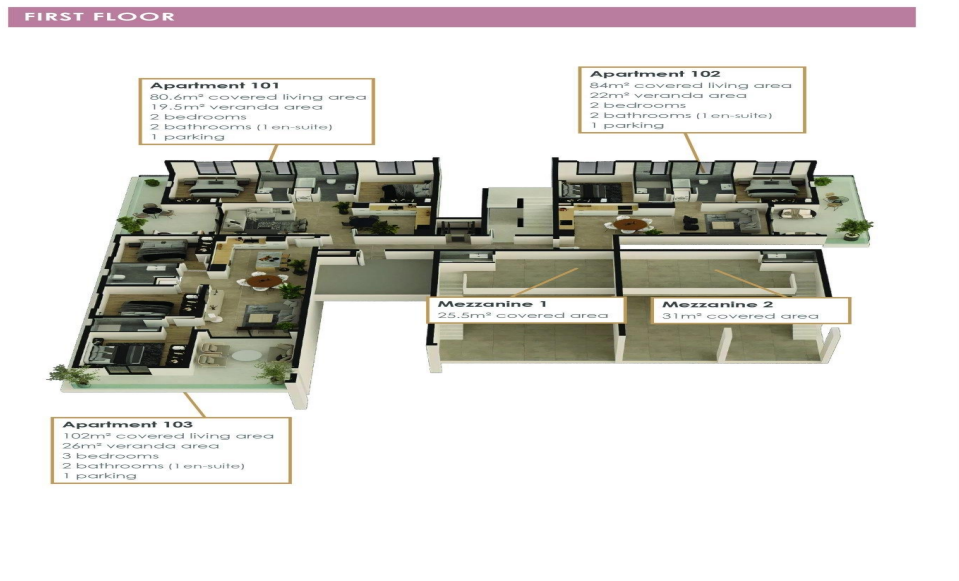 FIRST FLOOR
Apartment 101
80.6m² covered living area
19.5m² veranda area
2 bedrooms
2 bathrooms (1 en-suite)
1 parking
Apartment 102
84m² covered living area
22m² veranda area
2 bedrooms
2 bathrooms (1 en-suite)
1 parking
Mezzanine 1
25.5m² covered area
Mezzanine 2
31m² covered area
Apartment 103
102m² covered living area
26m² veranda area
3 bedrooms
2 bathrooms (1 en-suite)
1 parking